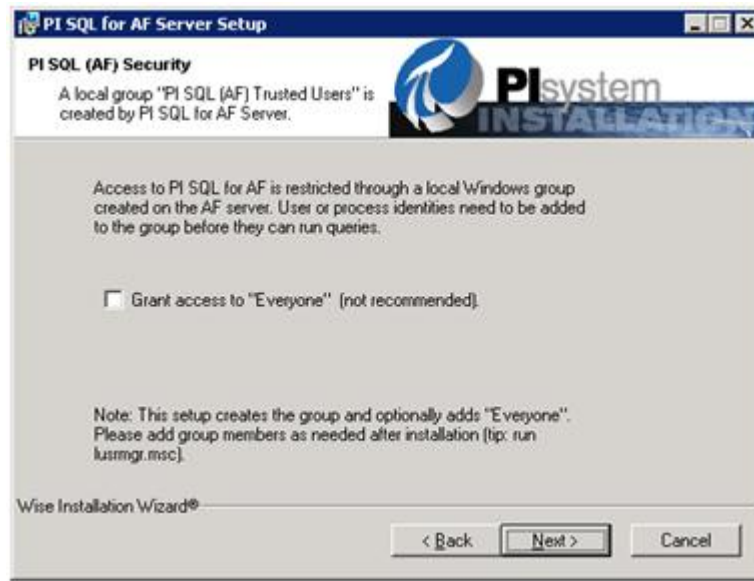 PI SQL for AF Server Setup
PI SQL (AF) Security
A local group "PI SQL (AF) Trusted Users" is
created by PI SQL for AF Server.
PIsystem
INSTALLATION
Access to PI SQL for AF is restricted through a local Windows group
created on the AF server. User or process identities need to be added
to the group before they can run queries.
Grant access to "Everyone" (not recommended).
Note: This setup creates the group and optionally adds "Everyone".
Please add group members as needed after installation (tip: run
lusrmgr.msc).
Wise Installation Wizard®
< Back
Next >
Cancel